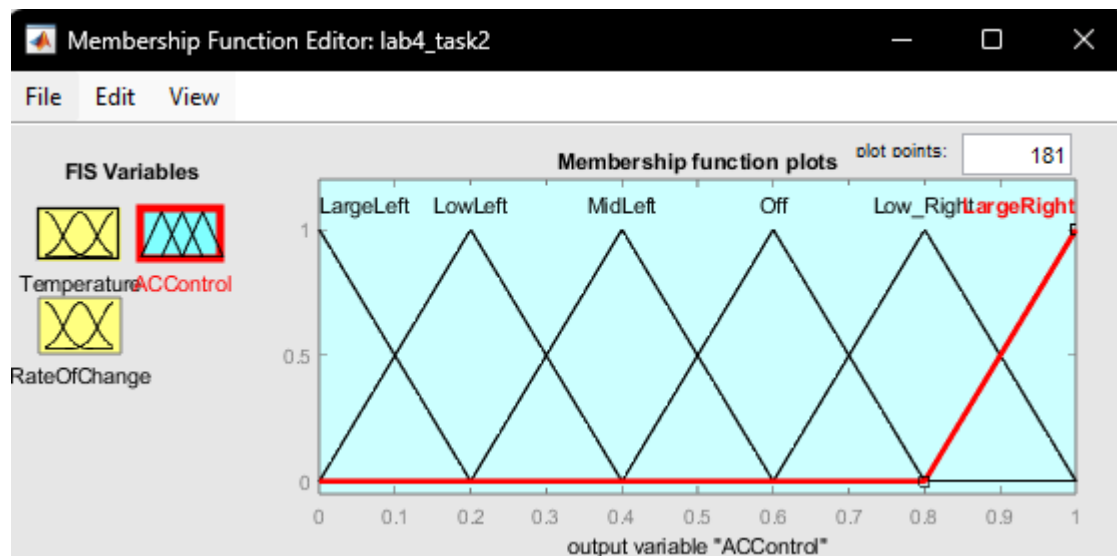 Membership Function Editor: lab4_task2
File Edit View
FIS Variables
Membership function plots
plot points:
181
LargeLeft LowLeft MidLeft Off Low_Right LargeRight
1
0.5
0
0 0.1 0.2 0.3 0.4 0.5 0.6 0.7 0.8 0.9 1
output variable "ACControl"
Temperature ACControl
RateOfChange